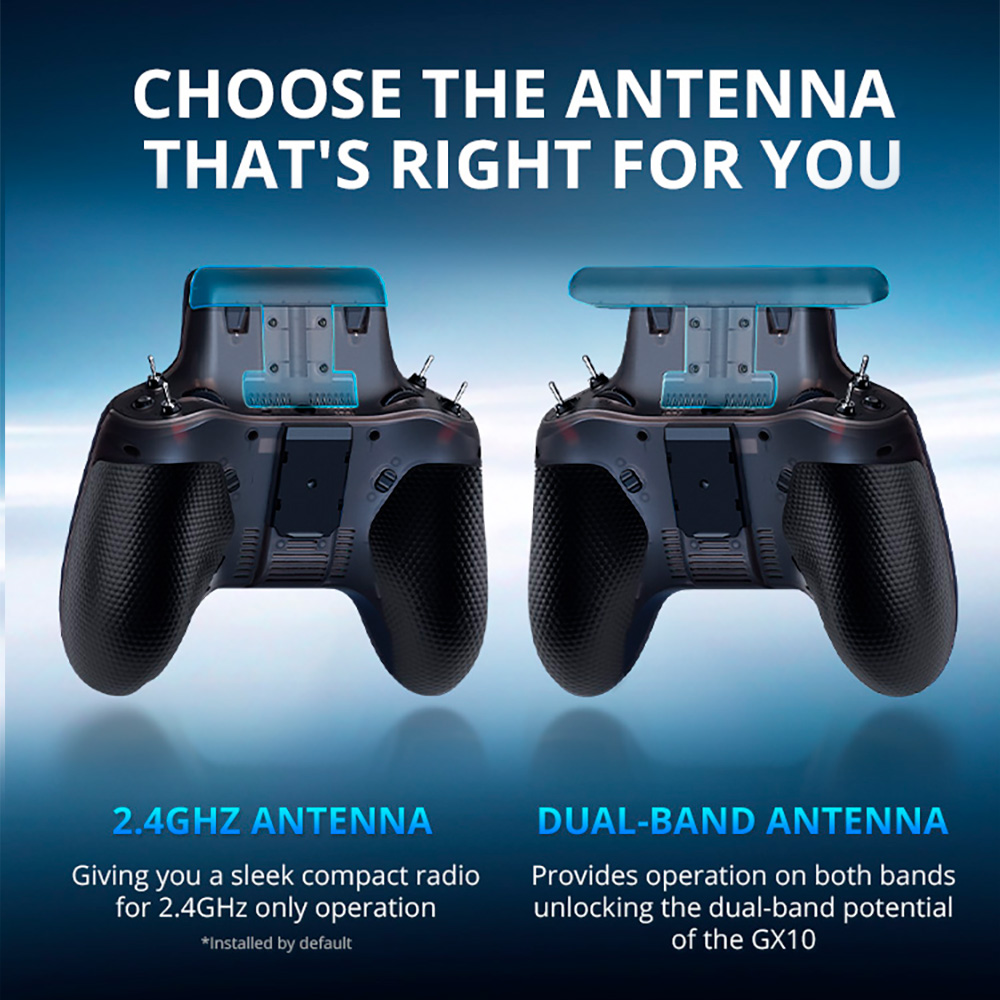 CHOOSE THE ANTENNA
THAT'S RIGHT FOR YOU
2.4GHZ ANTENNA
Giving you a sleek compact radio
for 2.4GHz only operation
*Installed by default
DUAL-BAND ANTENNA
Provides operation on both bands
unlocking the dual-band potential
of the GX10